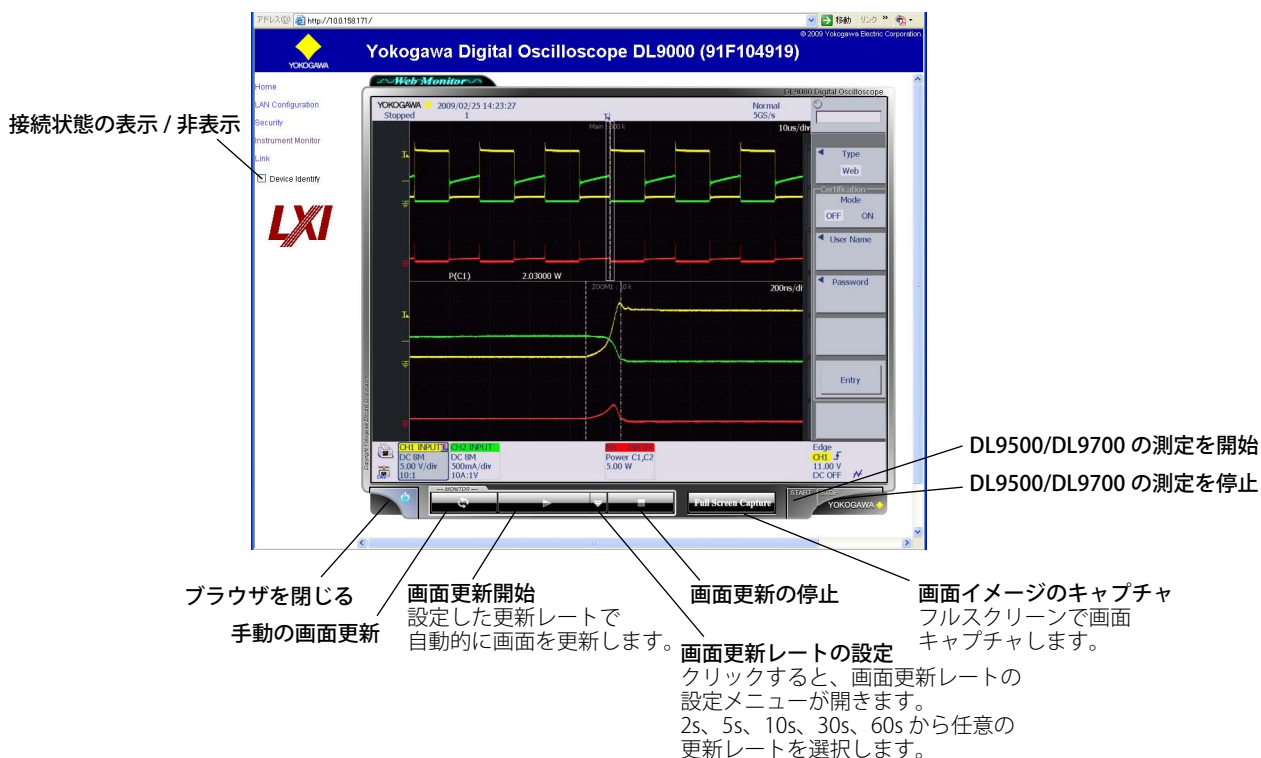 アドレス(D) http://10.0.158.171/ 移動 リンク »
© 2009 Yokogawa Electric Corporation.
YOKOGAWA
Yokogawa Digital Oscilloscope DL9000 (91F104919)
Home
LAN Configuration
Security
Instrument Monitor
Link
Device Identify
LXI
接続状態の表示 / 非表示
Web Monitor
DL9000 Digital Oscilloscope
YOKOGAWA 2009/02/25 14:23:27 Normal
Stopped 1 5GS/s
Main 10us/div
P(C1) 2.03000 W
ZOOM1 10 k 200ns/div
Type
Web
Certification
Mode
OFF ON
User Name
Password
Entry
CH1 INPUT
DC 8M
5.00 V/div
10:1
CH2 INPUT
DC 8M
500mA/div
10A:1V
Power C1,C2
5.00 W
Edge
CH1
11.00 V
DC OFF
MONITOR
Full Screen Capture
START STOP
YOKOGAWA
DL9500/DL9700 の測定を開始
DL9500/DL9700 の測定を停止
ブラウザを閉じる
手動の画面更新
画面更新開始
設定した更新レートで
自動的に画面を更新します。
画面更新の停止
画面更新レートの設定
クリックすると、画面更新レートの
設定メニューが開きます。
2s、5s、10s、30s、60s から任意の
更新レートを選択します。
画面イメージのキャプチャ
フルスクリーンで画面
キャプチャします。